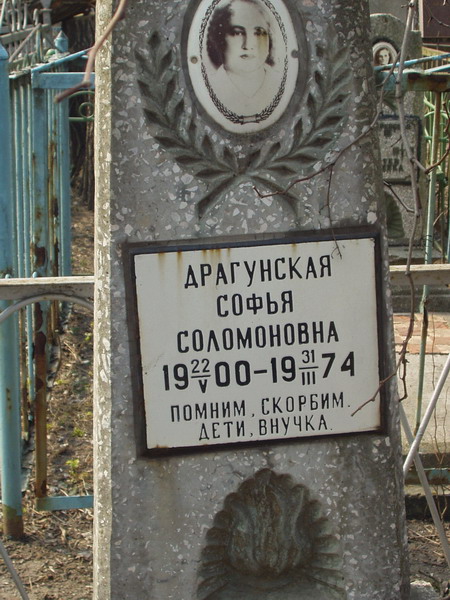 ДРАГУНСКАЯ
СОФЬЯ
СОЛОМОНОВНА
19 22/V 00-19 31/III 74
ПОМНИМ, СКОРБИМ.
ДЕТИ, ВНУЧКА.